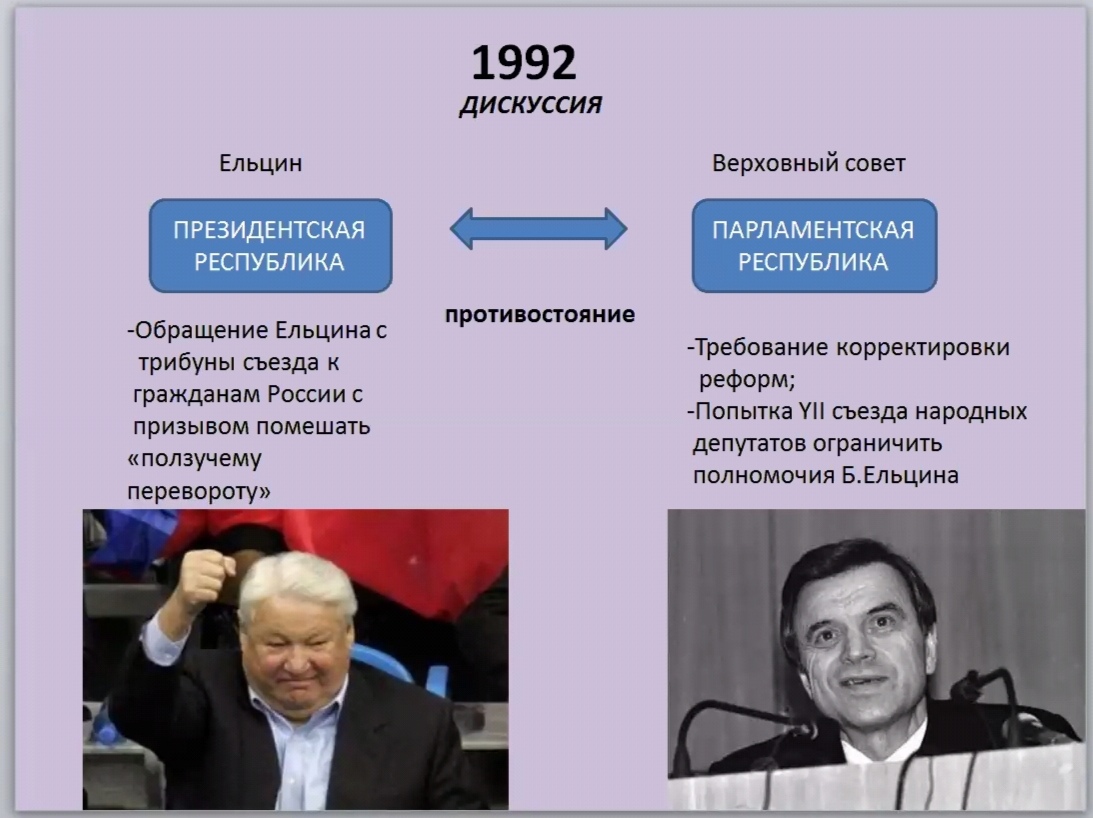 1992
ДИСКУССИЯ
Ельцин
ПРЕЗИДЕНТСКАЯ
РЕСПУБЛИКА
-Обращение Ельцина с
трибуны съезда к
гражданам России с
призывом помешать
«ползучему
перевороту»
противостояние
Верховный совет
ПАРЛАМЕНТСКАЯ
РЕСПУБЛИКА
-Требование корректировки
реформ;
-Попытка YII съезда народных
депутатов ограничить
полномочия Б.Ельцина